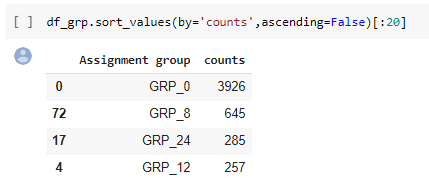 [ ] df_grp.sort_values(by='counts',ascending=False)[:20]
Assignment group counts
0 GRP_0 3926
72 GRP_8 645
17 GRP_24 285
4 GRP_12 257